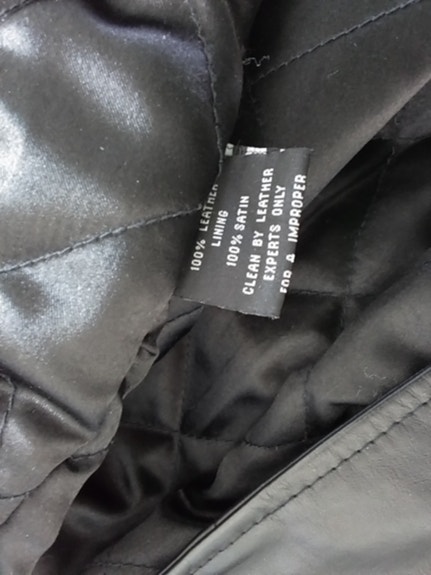 100% LEATHER
LINING
100% SATIN
CLEAN BY LEATHER
EXPERTS ONLY
FOR A IMPROPER